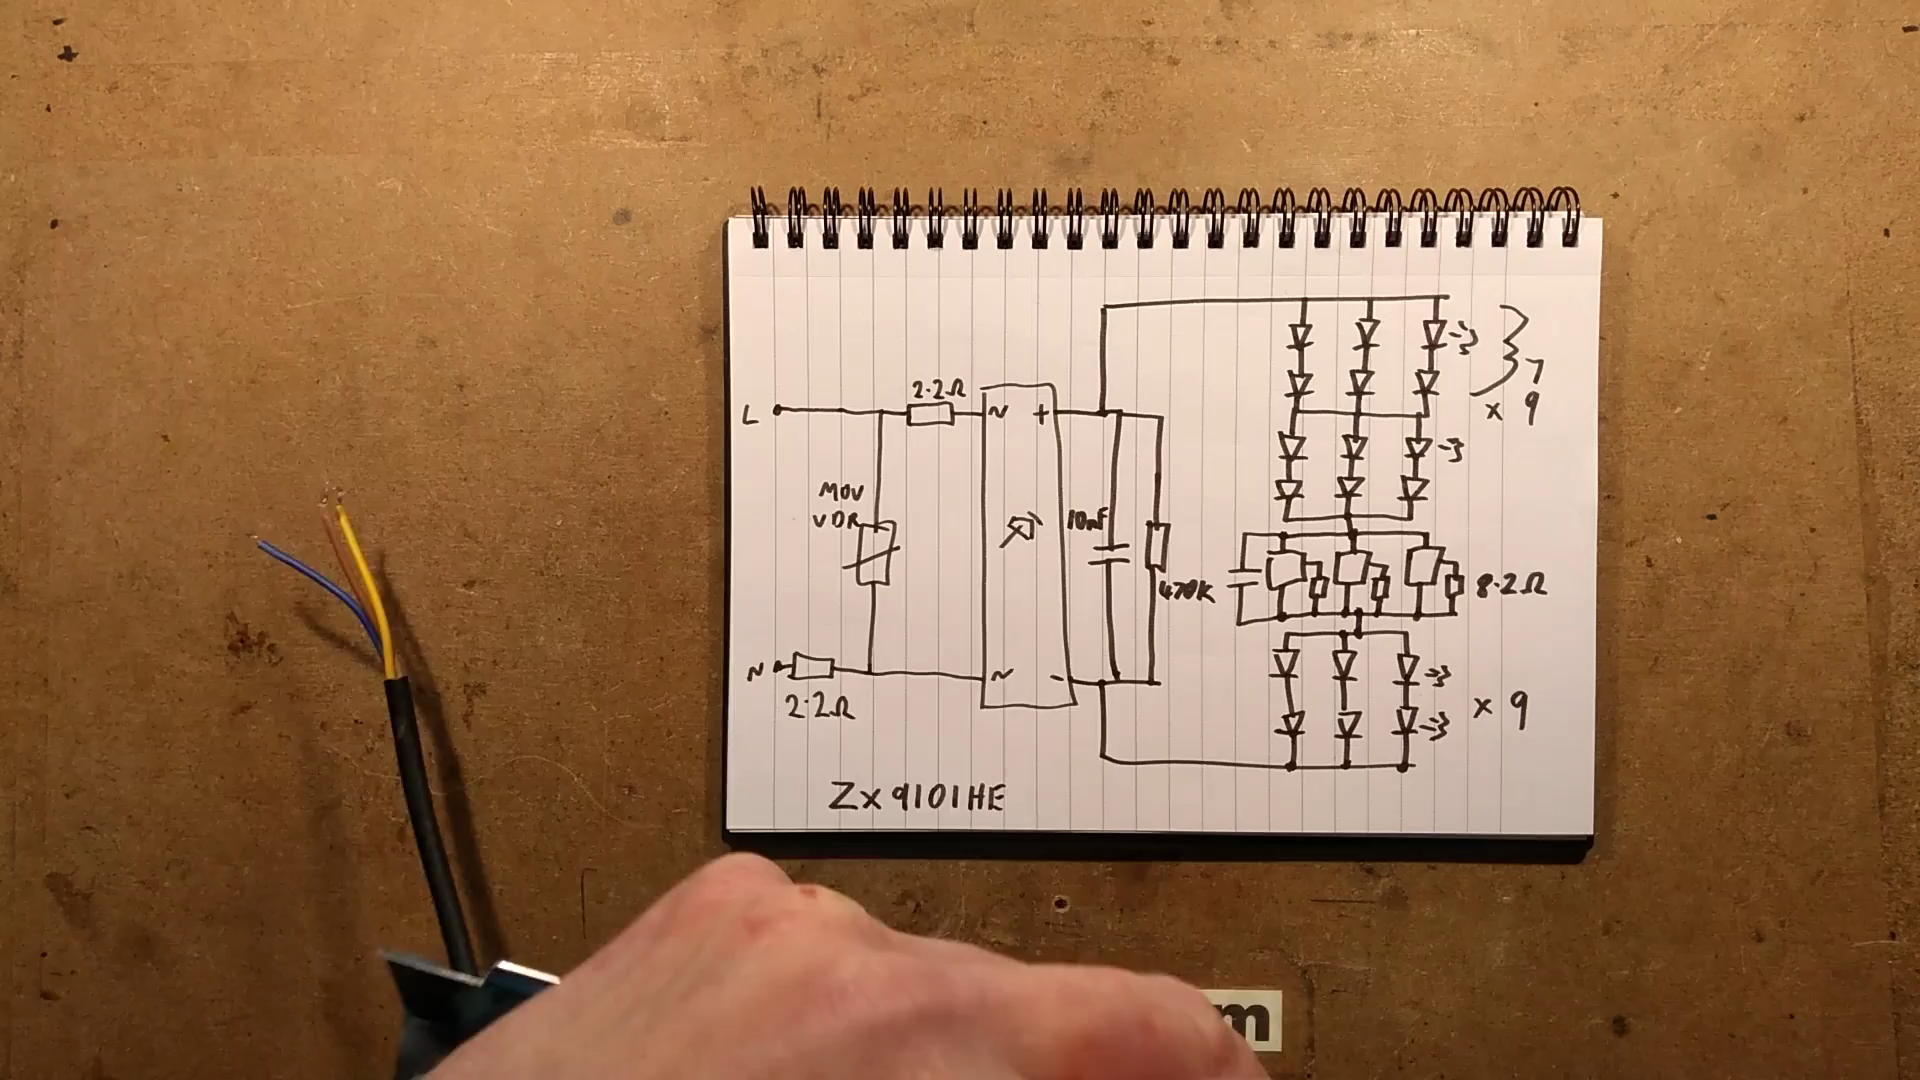 7
x 9
2.2Ω
L
~ +
MOV
VDR
10nF
470K
8.2Ω
N
~ -
2.2Ω
x 9
ZX9101HE
m